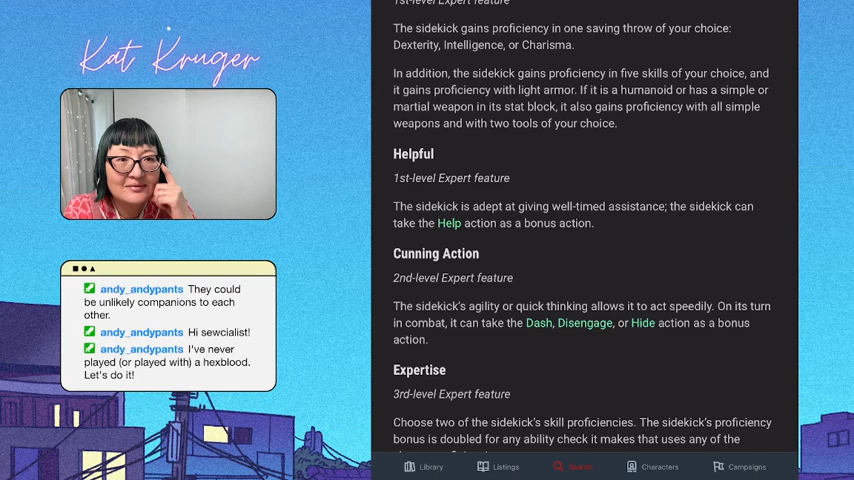 Kat Kruger
andy_andypants They could
be unlikely companions to each
other.
andy_andypants Hi sewcialist!
andy_andypants I've never
played (or played with) a hexblood.
Let's do it!
1st-level Expert feature
The sidekick gains proficiency in one saving throw of your choice:
Dexterity, Intelligence, or Charisma.
In addition, the sidekick gains proficiency in five skills of your choice, and
it gains proficiency with light armor. If it is a humanoid or has a simple or
martial weapon in its stat block, it also gains proficiency with all simple
weapons and with two tools of your choice.
Helpful
1st-level Expert feature
The sidekick is adept at giving well-timed assistance; the sidekick can
take the Help action as a bonus action.
Cunning Action
2nd-level Expert feature
The sidekick's agility or quick thinking allows it to act speedily. On its turn
in combat, it can take the Dash, Disengage, or Hide action as a bonus
action.
Expertise
3rd-level Expert feature
Choose two of the sidekick's skill proficiencies. The sidekick's proficiency
bonus is doubled for any ability check it makes that uses any of the
Library Listings Search Characters Campaigns